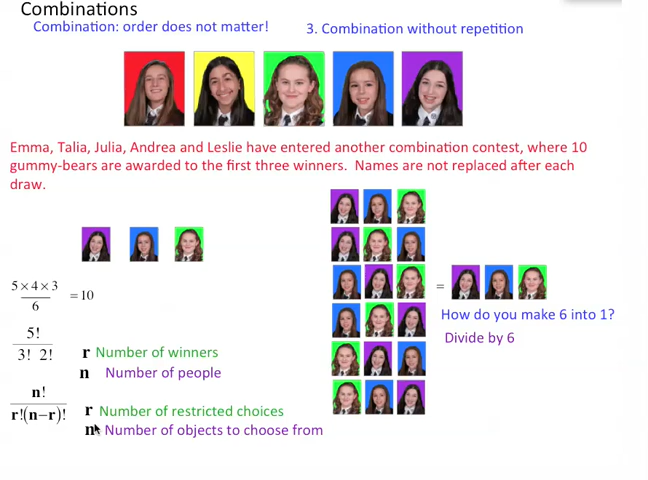 Combinations
Combination: order does not matter!
3. Combination without repetition
Emma, Talia, Julia, Andrea and Leslie have entered another combination contest, where 10
gummy-bears are awarded to the first three winners. Names are not replaced after each
draw.
5 × 4 × 3
6
= 10
=
How do you make 6 into 1?
Divide by 6
5!
3! 2!
r Number of winners
n Number of people
n!
r!(n−r)!
r Number of restricted choices
n Number of objects to choose from